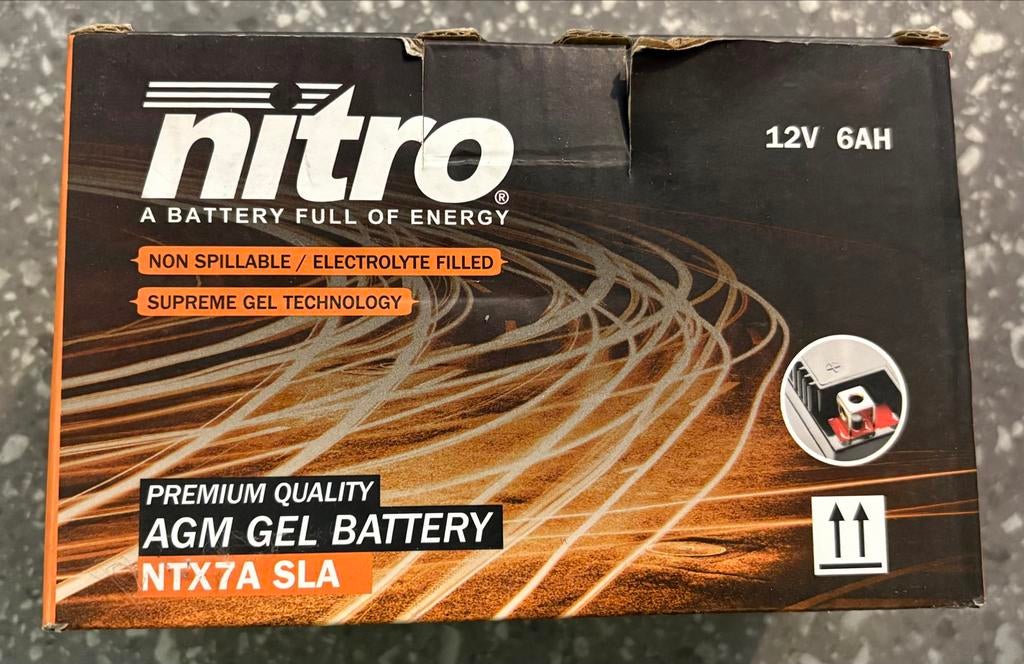 nitro®
A BATTERY FULL OF ENERGY
12V 6AH
NON SPILLABLE / ELECTROLYTE FILLED
SUPREME GEL TECHNOLOGY
PREMIUM QUALITY
AGM GEL BATTERY
NTX7A SLA